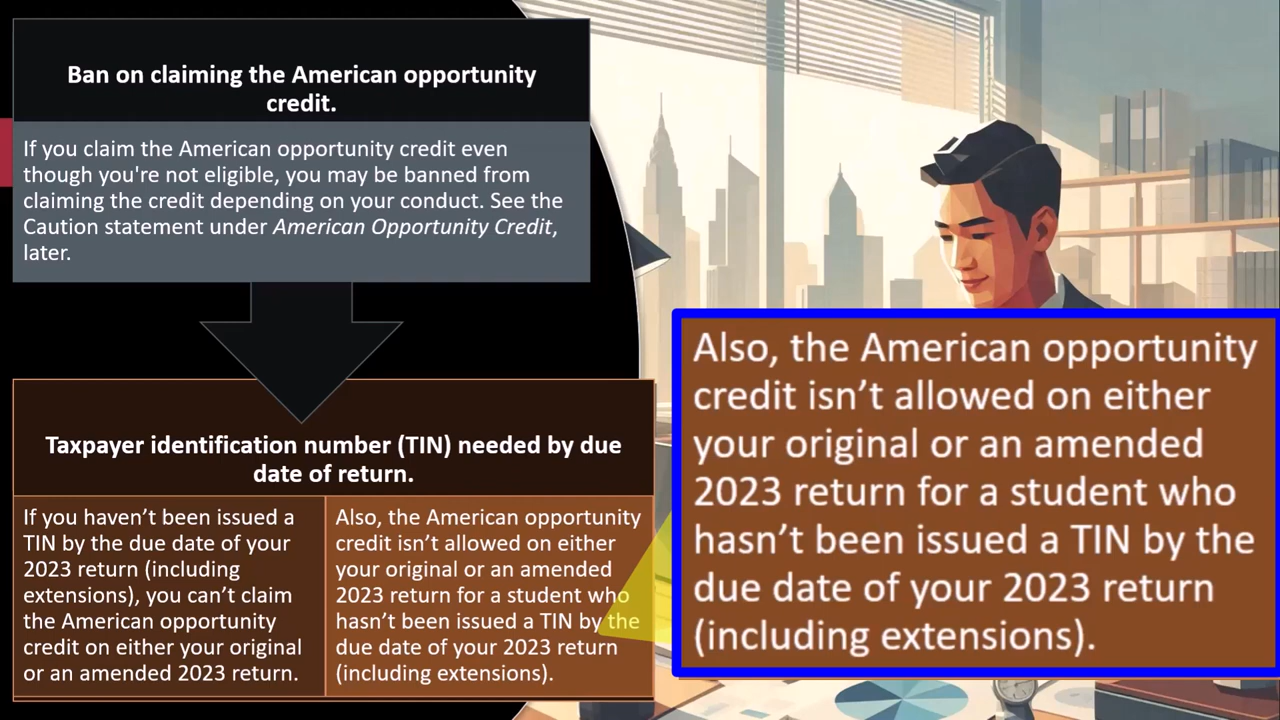 Ban on claiming the American opportunity
credit.
If you claim the American opportunity credit even
though you're not eligible, you may be banned from
claiming the credit depending on your conduct. See the
Caution statement under American Opportunity Credit,
later.
Taxpayer identification number (TIN) needed by due
date of return.
If you haven’t been issued a
TIN by the due date of your
2023 return (including
extensions), you can’t claim
the American opportunity
credit on either your original
or an amended 2023 return.
Also, the American opportunity
credit isn’t allowed on either
your original or an amended
2023 return for a student who
hasn’t been issued a TIN by the
due date of your 2023 return
(including extensions).
Also, the American opportunity
credit isn’t allowed on either
your original or an amended
2023 return for a student who
hasn’t been issued a TIN by the
due date of your 2023 return
(including extensions).